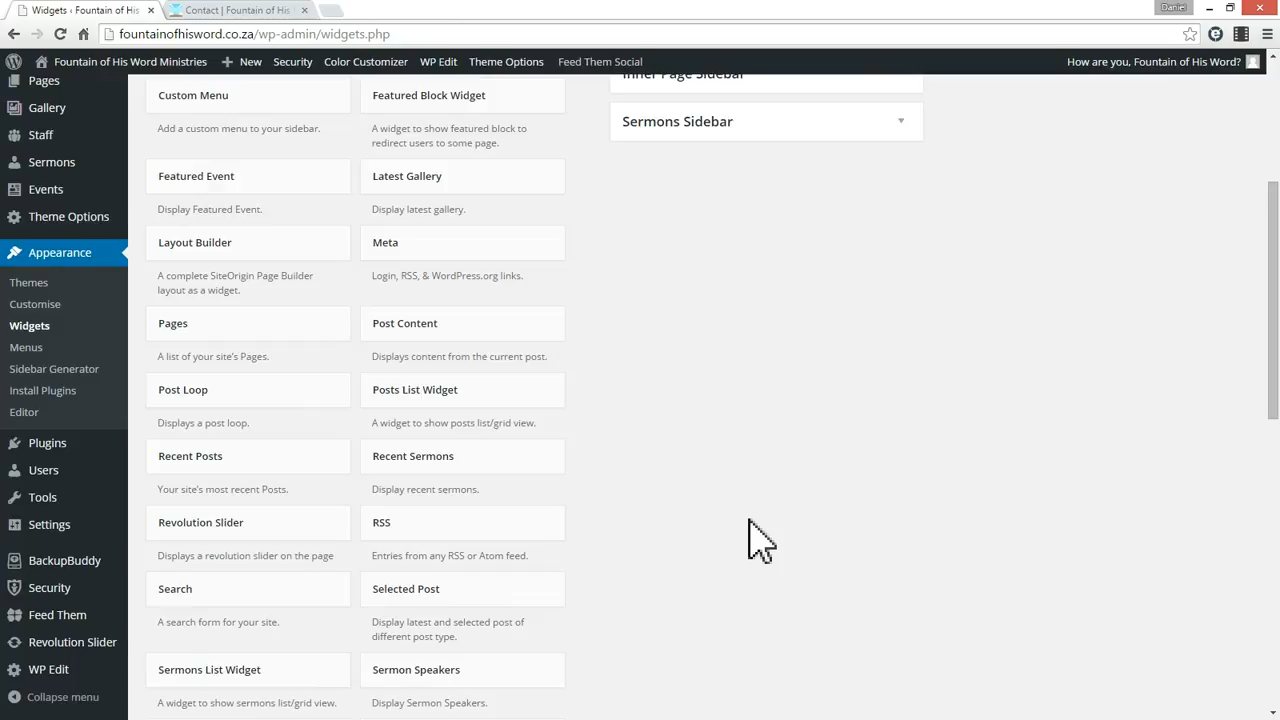 Widgets ‹ Fountain of His
Contact | Fountain of His
Daniel
fountainofhisword.co.za/wp-admin/widgets.php
Fountain of His Word Ministries
New
Security
Color Customizer
WP Edit
Theme Options
Feed Them Social
How are you, Fountain of His Word?
Pages
Gallery
Staff
Sermons
Events
Theme Options
Appearance
Themes
Customise
Widgets
Menus
Sidebar Generator
Install Plugins
Editor
Plugins
Users
Tools
Settings
BackupBuddy
Security
Feed Them
Revolution Slider
WP Edit
Collapse menu
Custom Menu
Add a custom menu to your sidebar.
Featured Block Widget
A widget to show featured block to
redirect users to some page.
Featured Event
Display Featured Event.
Latest Gallery
Display latest gallery.
Layout Builder
A complete SiteOrigin Page Builder
layout as a widget.
Meta
Login, RSS, & WordPress.org links.
Pages
A list of your site's Pages.
Post Content
Displays content from the current post.
Post Loop
Displays a post loop.
Posts List Widget
A widget to show posts list/grid view.
Recent Posts
Your site's most recent Posts.
Recent Sermons
Display recent sermons.
Revolution Slider
Displays a revolution slider on the page
RSS
Entries from any RSS or Atom feed.
Search
A search form for your site.
Selected Post
Display latest and selected post of
different post type.
Sermons List Widget
A widget to show sermons list/grid view.
Sermon Speakers
Display Sermon Speakers.
Inner Page Sidebar
Sermons Sidebar